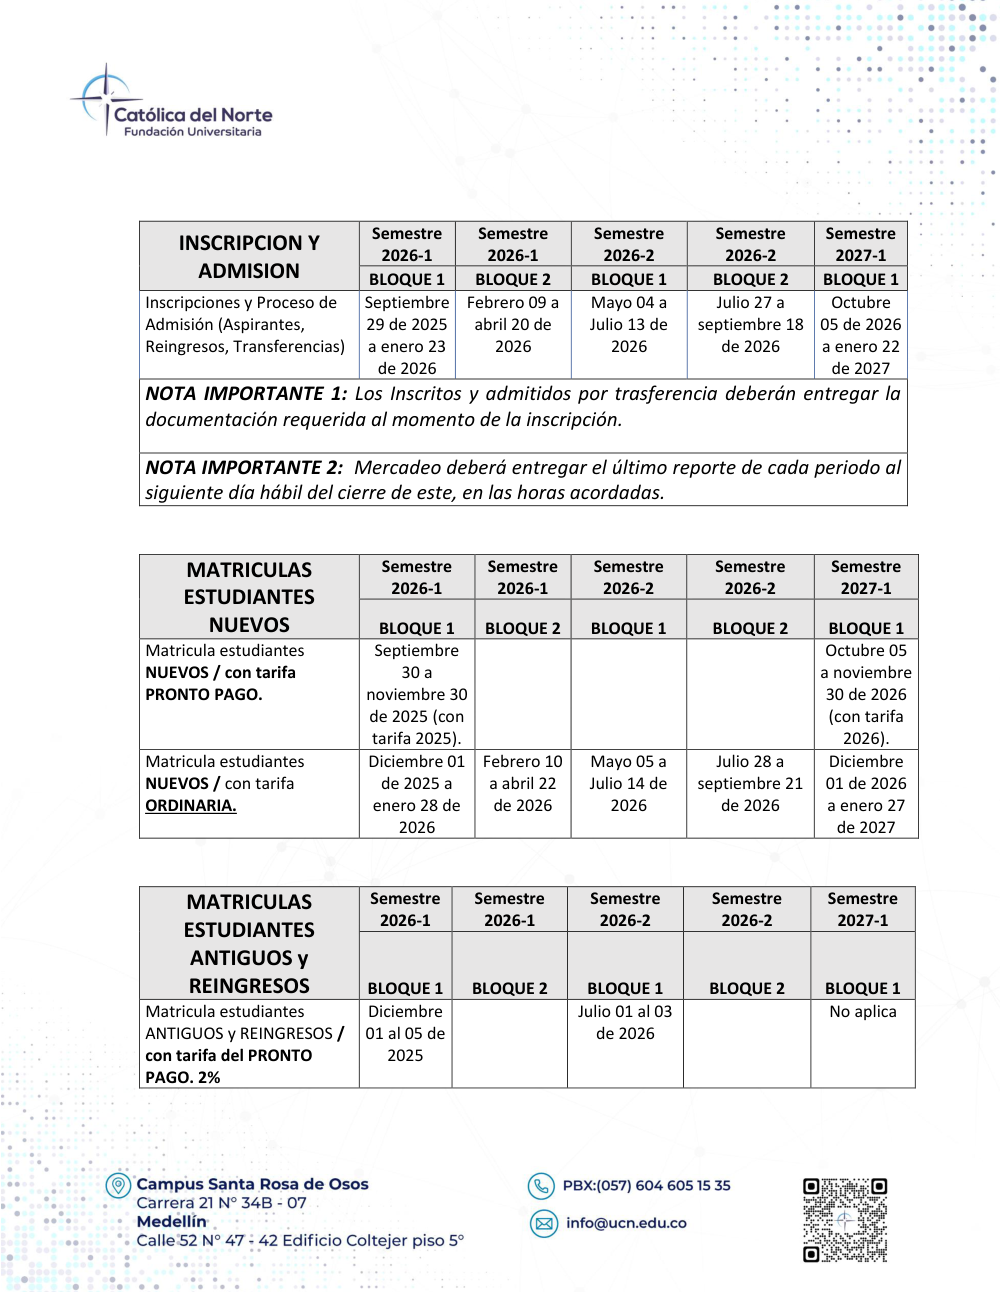 Católica del Norte
Fundación Universitaria
INSCRIPCION Y
ADMISION
Semestre
2026-1
Semestre
2026-1
Semestre
2026-2
Semestre
2026-2
Semestre
2027-1
BLOQUE 1
BLOQUE 2
BLOQUE 1
BLOQUE 2
BLOQUE 1
Inscripciones y Proceso de
Admisión (Aspirantes,
Reingresos, Transferencias)
Septiembre
29 de 2025
a enero 23
de 2026
Febrero 09 a
abril 20 de
2026
Mayo 04 a
Julio 13 de
2026
Julio 27 a
septiembre 18
de 2026
Octubre
05 de 2026
a enero 22
de 2027
NOTA IMPORTANTE 1: Los Inscritos y admitidos por trasferencia deberán entregar la
documentación requerida al momento de la inscripción.
NOTA IMPORTANTE 2: Mercadeo deberá entregar el último reporte de cada periodo al
siguiente día hábil del cierre de este, en las horas acordadas.
MATRICULAS
ESTUDIANTES
NUEVOS
Semestre
2026-1
Semestre
2026-1
Semestre
2026-2
Semestre
2026-2
Semestre
2027-1
BLOQUE 1
BLOQUE 2
BLOQUE 1
BLOQUE 2
BLOQUE 1
Matricula estudiantes
NUEVOS / con tarifa
PRONTO PAGO.
Septiembre
30 a
noviembre 30
de 2025 (con
tarifa 2025).
Octubre 05
a noviembre
30 de 2026
(con tarifa
2026).
Matricula estudiantes
NUEVOS / con tarifa
ORDINARIA.
Diciembre 01
de 2025 a
enero 28 de
2026
Febrero 10
a abril 22
de 2026
Mayo 05 a
Julio 14 de
2026
Julio 28 a
septiembre 21
de 2026
Diciembre
01 de 2026
a enero 27
de 2027
MATRICULAS
ESTUDIANTES
ANTIGUOS y
REINGRESOS
Semestre
2026-1
Semestre
2026-1
Semestre
2026-2
Semestre
2026-2
Semestre
2027-1
BLOQUE 1
BLOQUE 2
BLOQUE 1
BLOQUE 2
BLOQUE 1
Matricula estudiantes
ANTIGUOS y REINGRESOS /
con tarifa del PRONTO
PAGO. 2%
Diciembre
01 al 05 de
2025
Julio 01 al 03
de 2026
No aplica
Campus Santa Rosa de Osos
Carrera 21 N° 34B - 07
Medellín
Calle 52 N° 47 - 42 Edificio Coltejer piso 5°
PBX:(057) 604 605 15 35
info@ucn.edu.co